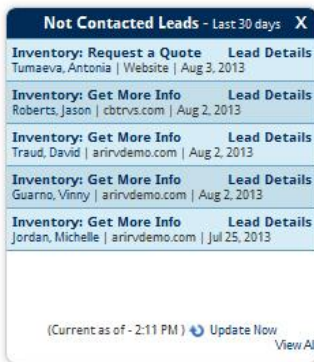 Not Contacted Leads - Last 30 days X
Inventory: Request a Quote Lead Details
Tumaeva, Antonia | Website | Aug 3, 2013
Inventory: Get More Info Lead Details
Roberts, Jason | cbtrvs.com | Aug 2, 2013
Inventory: Get More Info Lead Details
Traud, David | arirvdemo.com | Aug 2, 2013
Inventory: Get More Info Lead Details
Guarno, Vinny | arirvdemo.com | Aug 2, 2013
Inventory: Get More Info Lead Details
Jordan, Michelle | arirvdemo.com | Jul 25, 2013
(Current as of - 2:11 PM ) Update Now
View Al